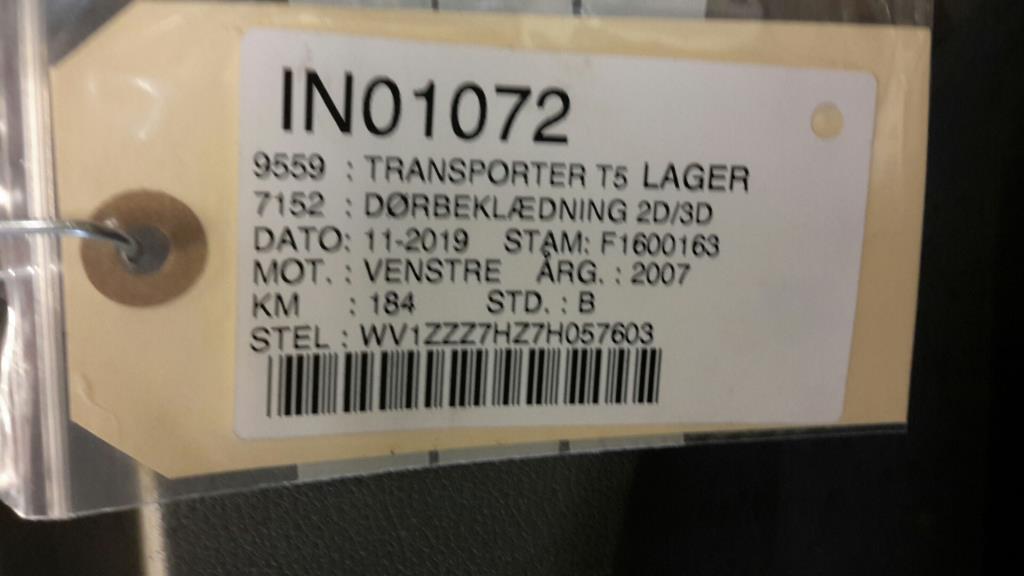 IN01072
9559 : TRANSPORTER T5 LAGER
7152 : DØRBEKLÆDNING 2D/3D
DATO: 11-2019 STAM: F1600163
MOT. : VENSTRE ÅRG. : 2007
KM : 184 STD. : B
STEL : WV1ZZZ7HZ7H057603